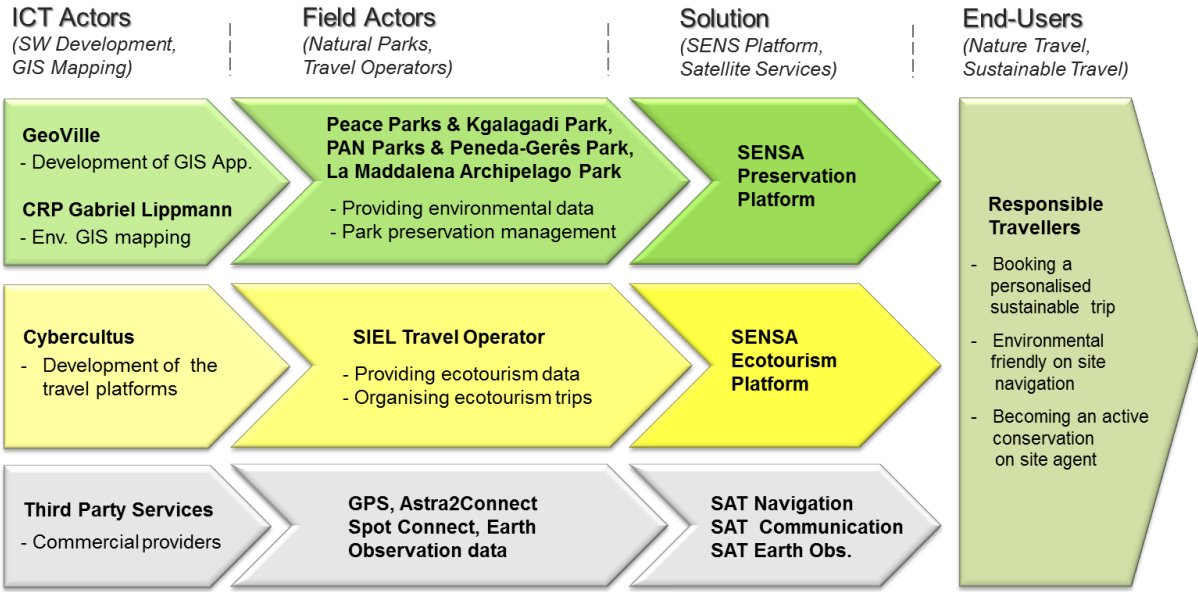 ICT Actors
(SW Development,
GIS Mapping)
Field Actors
(Natural Parks,
Travel Operators)
Solution
(SENS Platform,
Satellite Services)
End-Users
(Nature Travel,
Sustainable Travel)
GeoVille
- Development of GIS App.
CRP Gabriel Lippmann
- Env. GIS mapping
Peace Parks & Kgalagadi Park,
PAN Parks & Peneda-Gerês Park,
La Maddalena Archipelago Park
- Providing environmental data
- Park preservation management
SENSA
Preservation
Platform
Cybercultus
- Development of the
travel platforms
SIEL Travel Operator
- Providing ecotourism data
- Organising ecotourism trips
SENSA
Ecotourism
Platform
Third Party Services
- Commercial providers
GPS, Astra2Connect
Spot Connect, Earth
Observation data
SAT Navigation
SAT Communication
SAT Earth Obs.
Responsible
Travellers
- Booking a
personalised
sustainable trip
- Environmental
friendly on site
navigation
- Becoming an active
conservation
on site agent